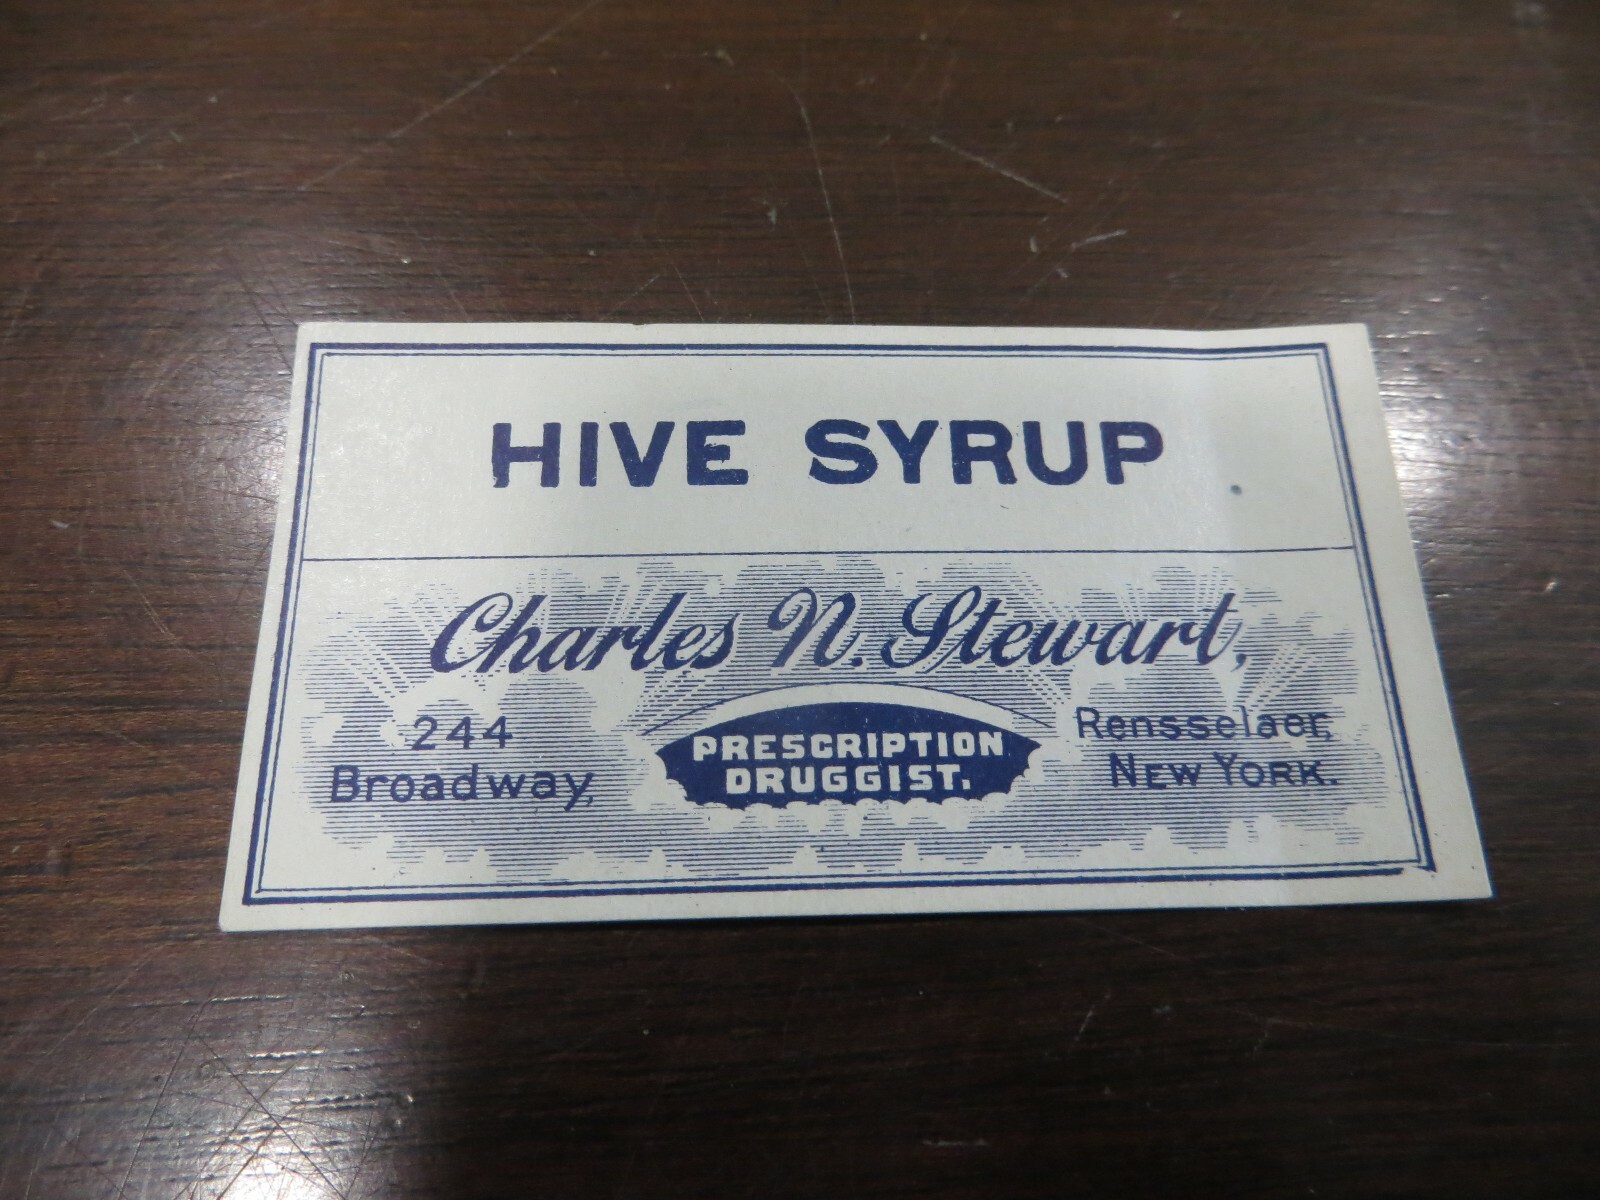 HIVE SYRUP
Charles N. Stewart,
244
Broadway,
PRESCRIPTION
DRUGGIST.
Rensselaer,
NEW YORK.